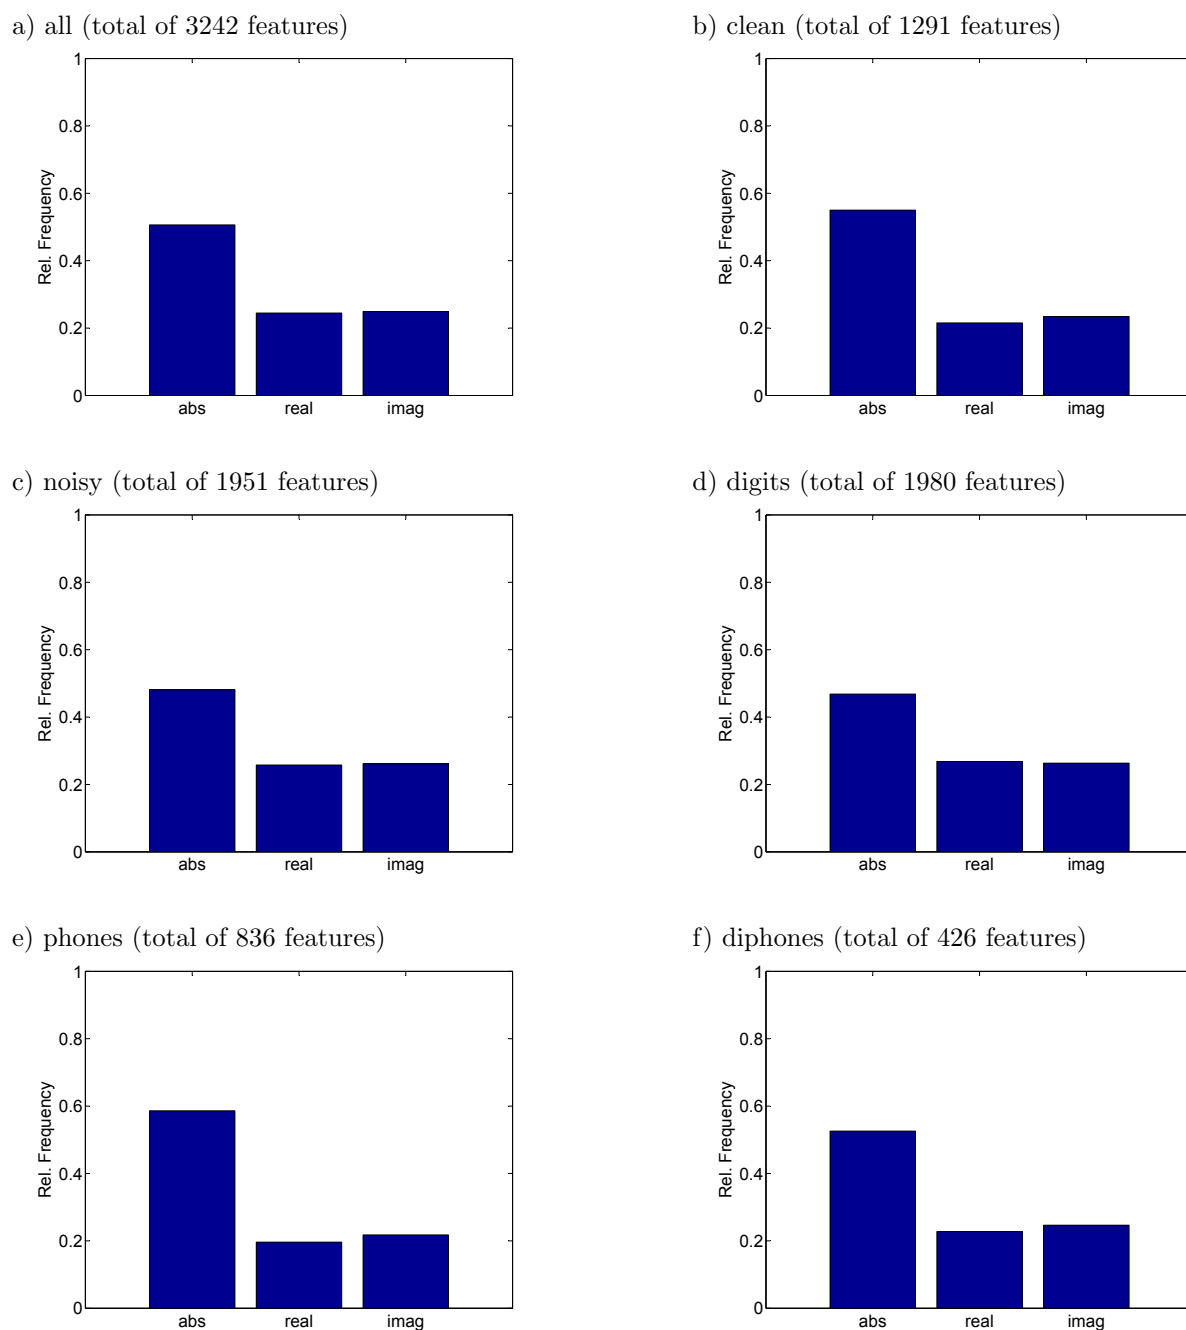 a) all (total of 3242 features)
1
0.8
0.6
0.4
0.2
0
Rel. Frequency
abs real imag
b) clean (total of 1291 features)
1
0.8
0.6
0.4
0.2
0
Rel. Frequency
abs real imag
c) noisy (total of 1951 features)
1
0.8
0.6
0.4
0.2
0
Rel. Frequency
abs real imag
d) digits (total of 1980 features)
1
0.8
0.6
0.4
0.2
0
Rel. Frequency
abs real imag
e) phones (total of 836 features)
1
0.8
0.6
0.4
0.2
0
Rel. Frequency
abs real imag
f) diphones (total of 426 features)
1
0.8
0.6
0.4
0.2
0
Rel. Frequency
abs real imag